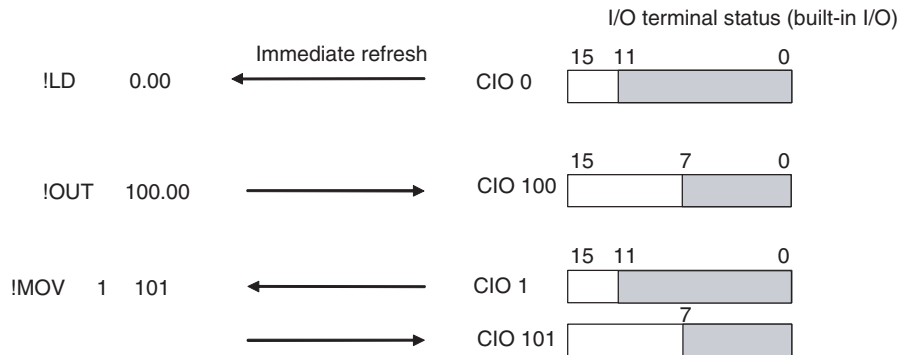 I/O terminal status (built-in I/O)
Immediate refresh
15 11 0
!LD 0.00 CIO 0
15 7 0
!OUT 100.00 CIO 100
15 11 0
!MOV 1 101 CIO 1
7
CIO 101